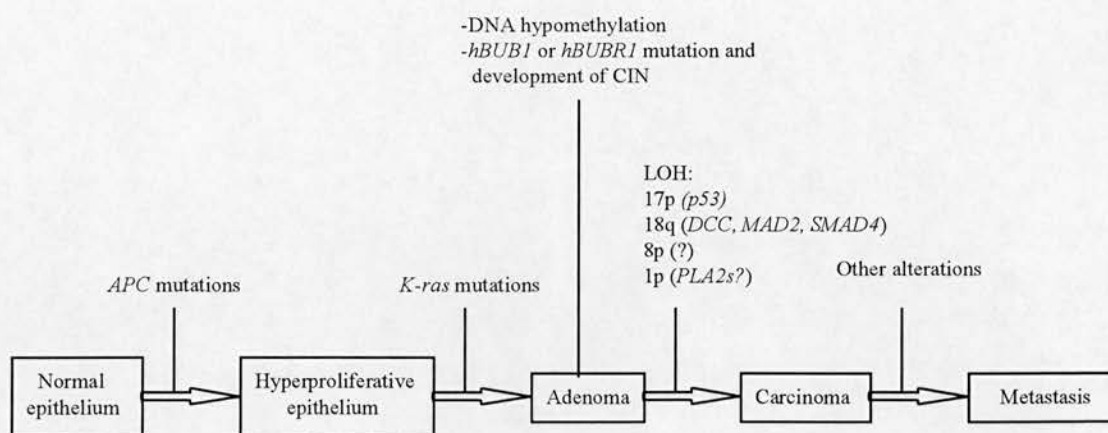 -DNA hypomethylation
-hBUB1 or hBUBR1 mutation and
development of CIN
LOH:
17p (p53)
18q (DCC, MAD2, SMAD4)
8p (?)
1p (PLA2s?)
APC mutations
K-ras mutations
Other alterations
Normal
epithelium
Hyperproliferative
epithelium
Adenoma
Carcinoma
Metastasis